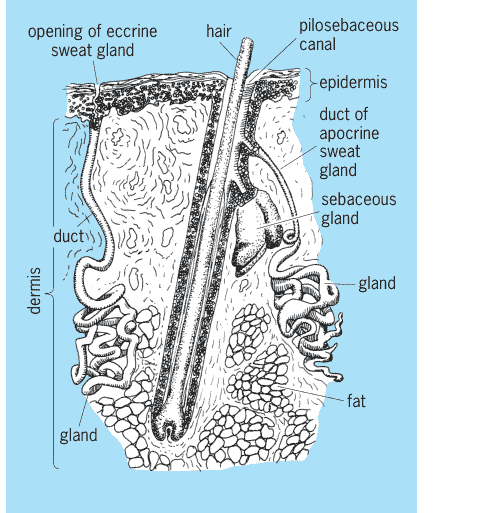 opening of eccrine
sweat gland
hair
pilosebaceous
canal
epidermis
duct of
apocrine
sweat
gland
sebaceous
gland
duct
dermis
gland
fat
gland